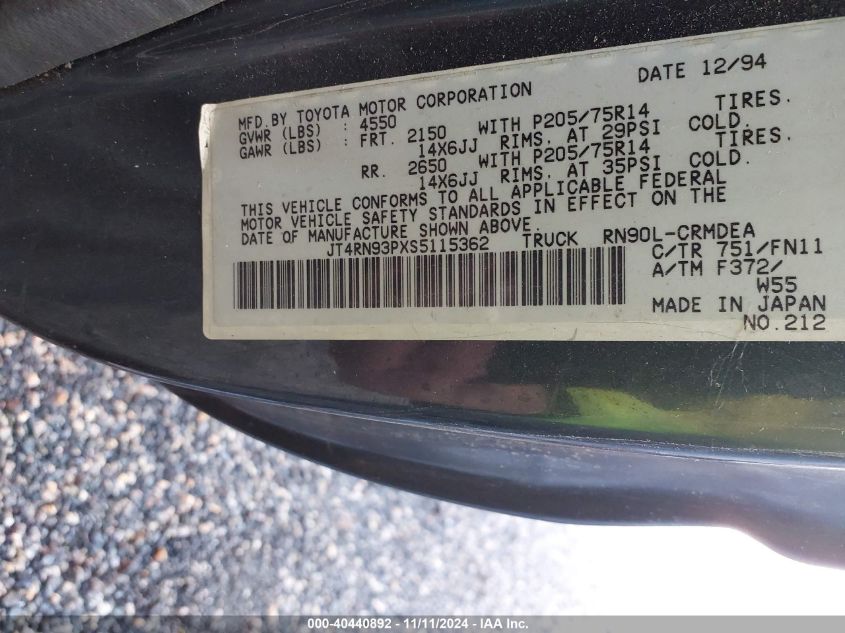 DATE 12/94
MFD. BY TOYOTA MOTOR CORPORATION
GVWR (LBS) : 4550
GAWR (LBS) : FRT. 2150 WITH P205/75R14 TIRES.
14X6JJ RIMS. AT 29PSI COLD.
RR. 2650 WITH P205/75R14 TIRES.
14X6JJ RIMS. AT 35PSI COLD.
THIS VEHICLE CONFORMS TO ALL APPLICABLE FEDERAL
MOTOR VEHICLE SAFETY STANDARDS IN EFFECT ON THE
DATE OF MANUFACTURE SHOWN ABOVE.
JT4RN93PXS5115362 TRUCK RN90L-CRMDEA
C/TR 751/FN11
A/TM F372/
W55
MADE IN JAPAN
NO.212
000-40440892 - 11/11/2024 - IAA Inc.